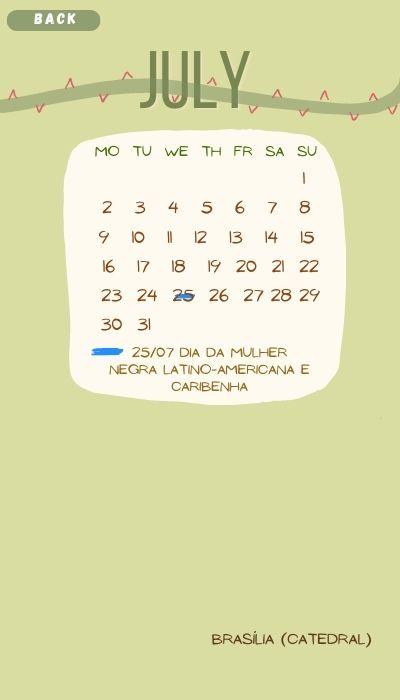 BACK
JULY
MO TU WE TH FR SA SU
1
2 3 4 5 6 7 8
9 10 11 12 13 14 15
16 17 18 19 20 21 22
23 24 25 26 27 28 29
30 31
25/07 DIA DA MULHER
NEGRA LATINO-AMERICANA E
CARIBENHA
BRASÍLIA (CATEDRAL)